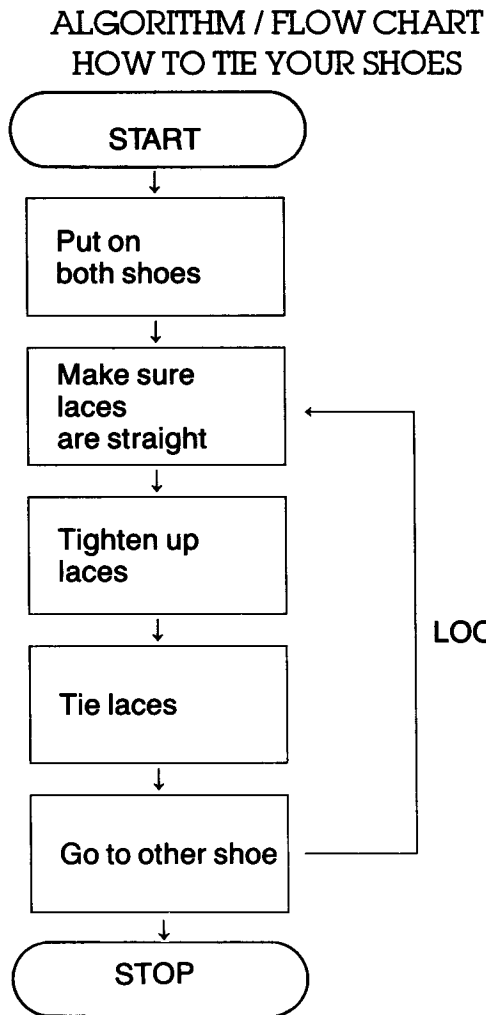 ALGORITHM / FLOW CHART
HOW TO TIE YOUR SHOES
START
Put on
both shoes
Make sure
laces
are straight
Tighten up
laces
Tie laces
Go to other shoe
STOP